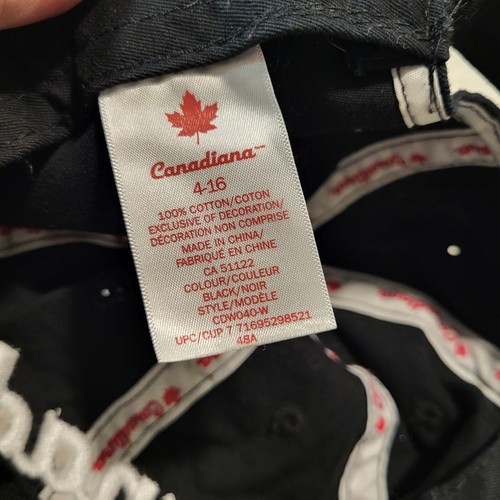 Canadiana™
4-16
100% COTTON/COTON
EXCLUSIVE OF DECORATION/
DÉCORATION NON COMPRISE
MADE IN CHINA/
FABRIQUÉ EN CHINE
CA 51122
COLOUR/COULEUR
BLACK/NOIR
STYLE/MODÈLE
CDW040-W
UPC/CUP 7 71695298521
48A